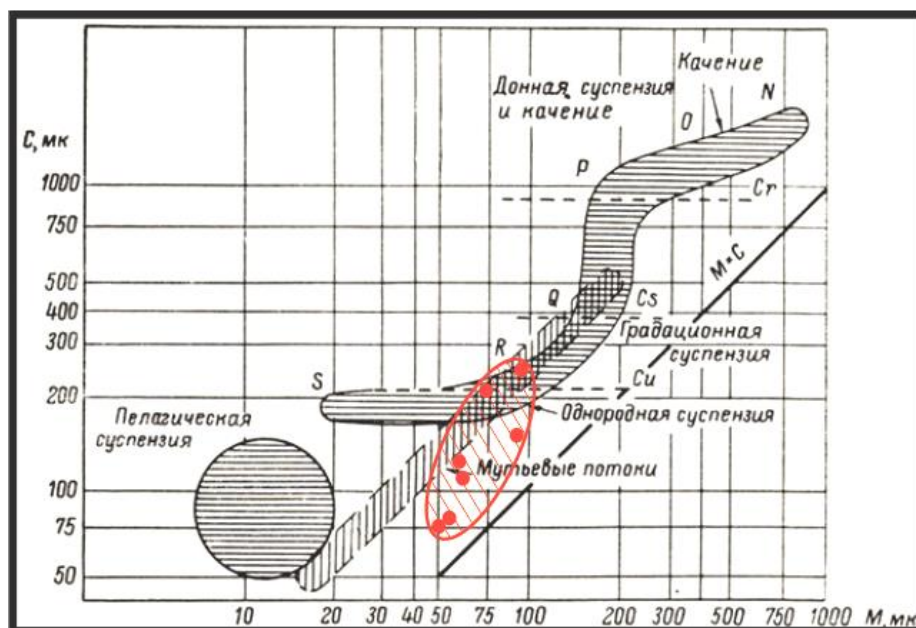 Качение
Донная суспензия
и качение
N
O
C, мк
P
1000
Cr
750
M=C
500
Q
Cs
400
Градационная
суспензия
300
R
S
Cu
200
Однородная суспензия
Пелагическая
суспензия
Мутьевые потоки
100
75
50
10 20 30 40 50 75 100 200 300 500 1000 M, мк